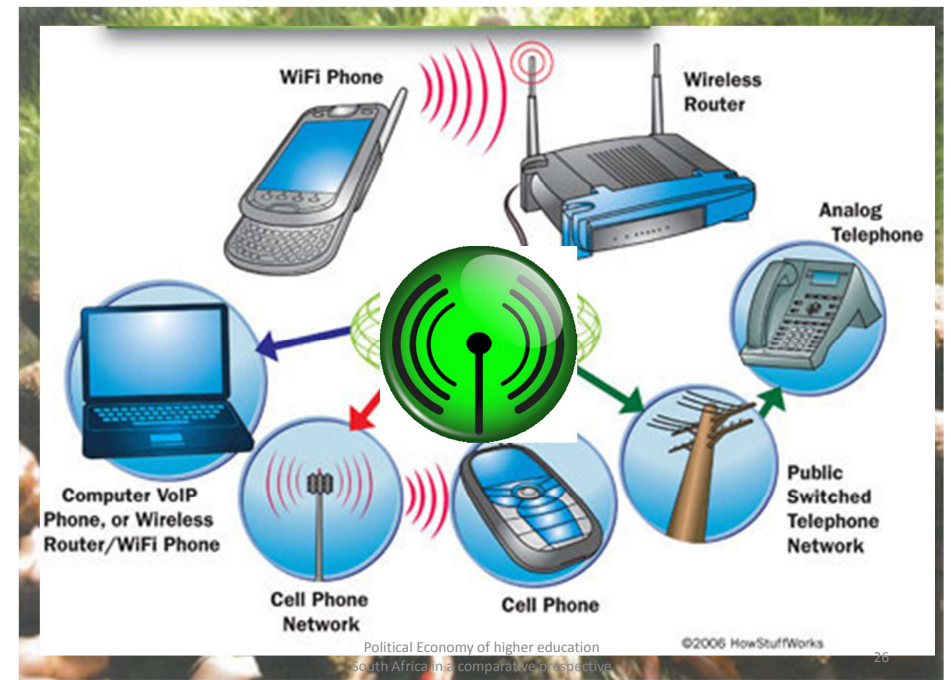 WiFi Phone
Wireless
Router
Analog
Telephone
Computer VoIP
Phone, or Wireless
Router/WiFi Phone
Public
Switched
Telephone
Network
Cell Phone
Network
Cell Phone
©2006 HowStuffWorks
Political Economy of higher education
South Africa in a comparative prespective
26